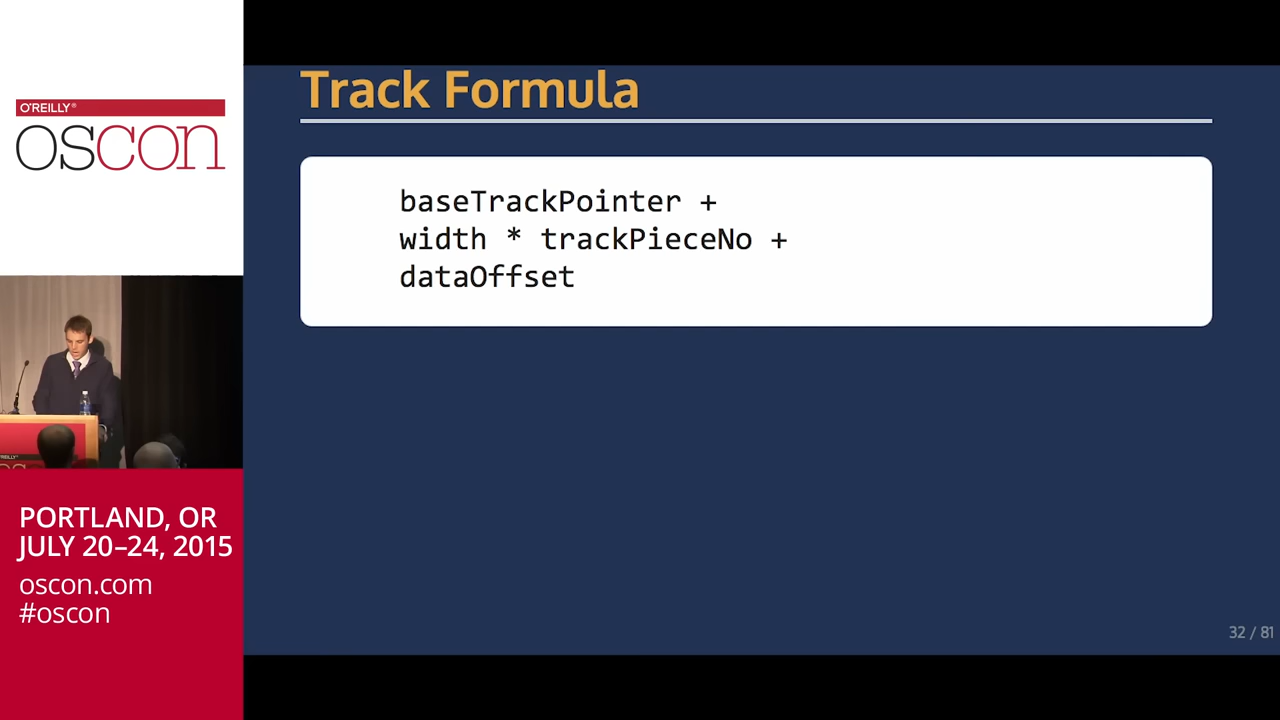 O'REILLY®
oscon
PORTLAND, OR
JULY 20–24, 2015
oscon.com
#oscon
Track Formula
baseTrackPointer +
width * trackPieceNo +
dataOffset
32 / 81